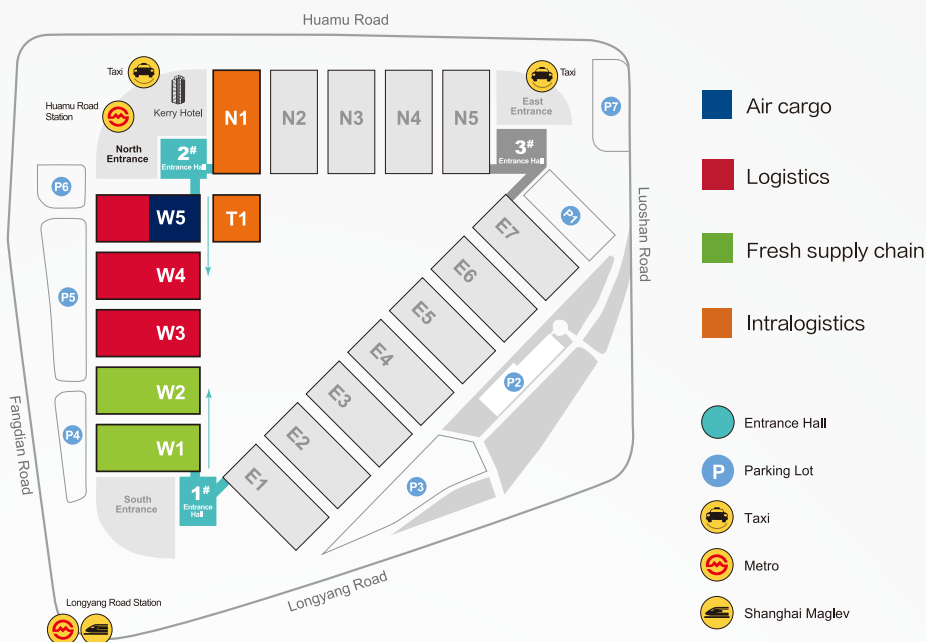 Huamu Road
Taxi
Huamu Road
Station
Kerry Hotel
North
Entrance
2#
Entrance Hall
N1
N2
N3
N4
N5
Taxi
East
Entrance
3#
Entrance Hall
P7
P6
W5
T1
W4
W3
W2
W1
P5
P4
Fangdian Road
South
Entrance
1#
Entrance
Hall
E1
E2
E3
E4
E5
E6
E7
P1
P2
P3
Luoshan Road
Longyang Road
Longyang Road Station
Air cargo
Logistics
Fresh supply chain
Intralogistics
Entrance Hall
P
Parking Lot
Taxi
Metro
Shanghai Maglev